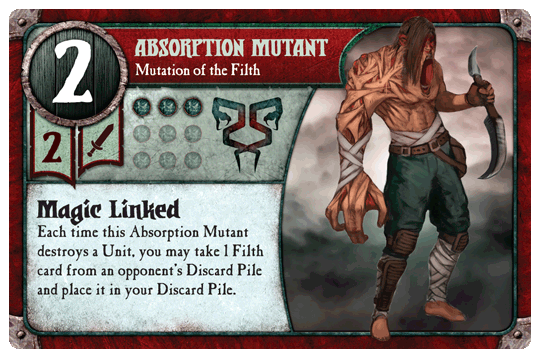 2
ABSORPTION MUTANT
Mutation of the Filth
2
Magic Linked
Each time this Absorption Mutant
destroys a Unit, you may take 1 Filth
card from an opponent's Discard Pile
and place it in your Discard Pile.